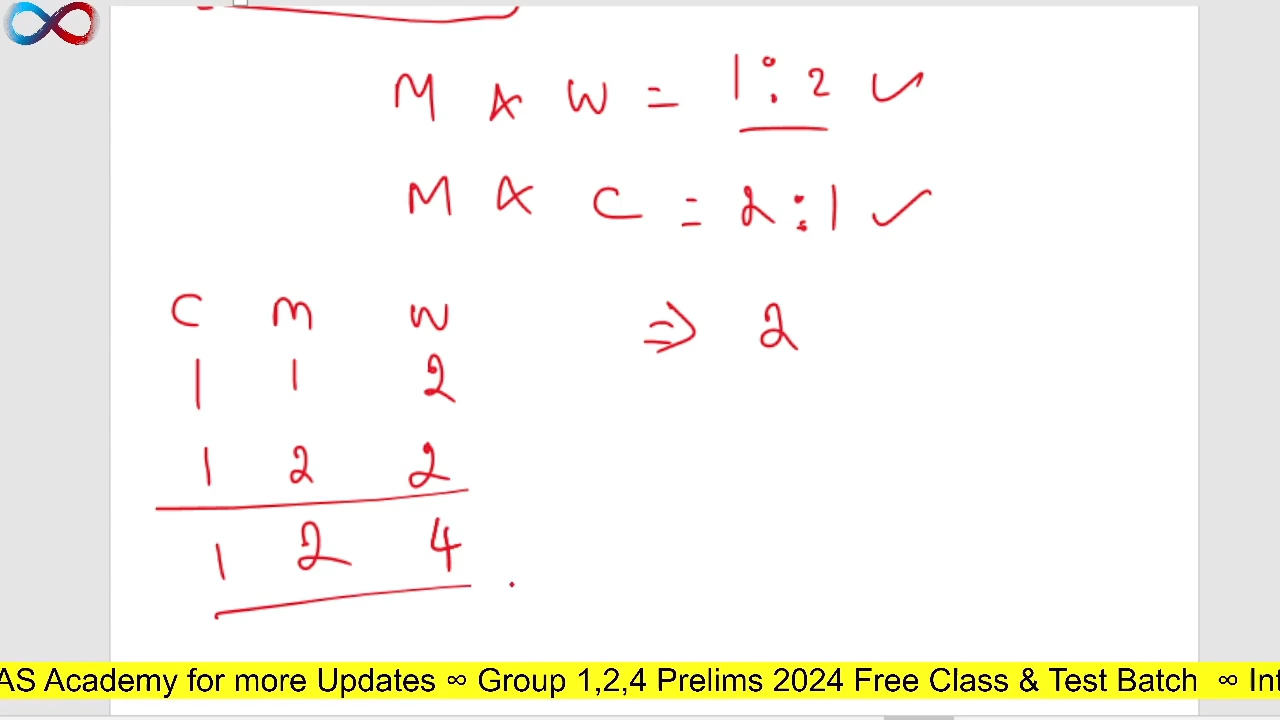 M & W = 1 : 2 ✓
M & C = 2 : 1 ✓
C M W ⇒ 2
1 1 2
1 2 2
1 2 4
AS Academy for more Updates ∞ Group 1,2,4 Prelims 2024 Free Class & Test Batch ∞ Int